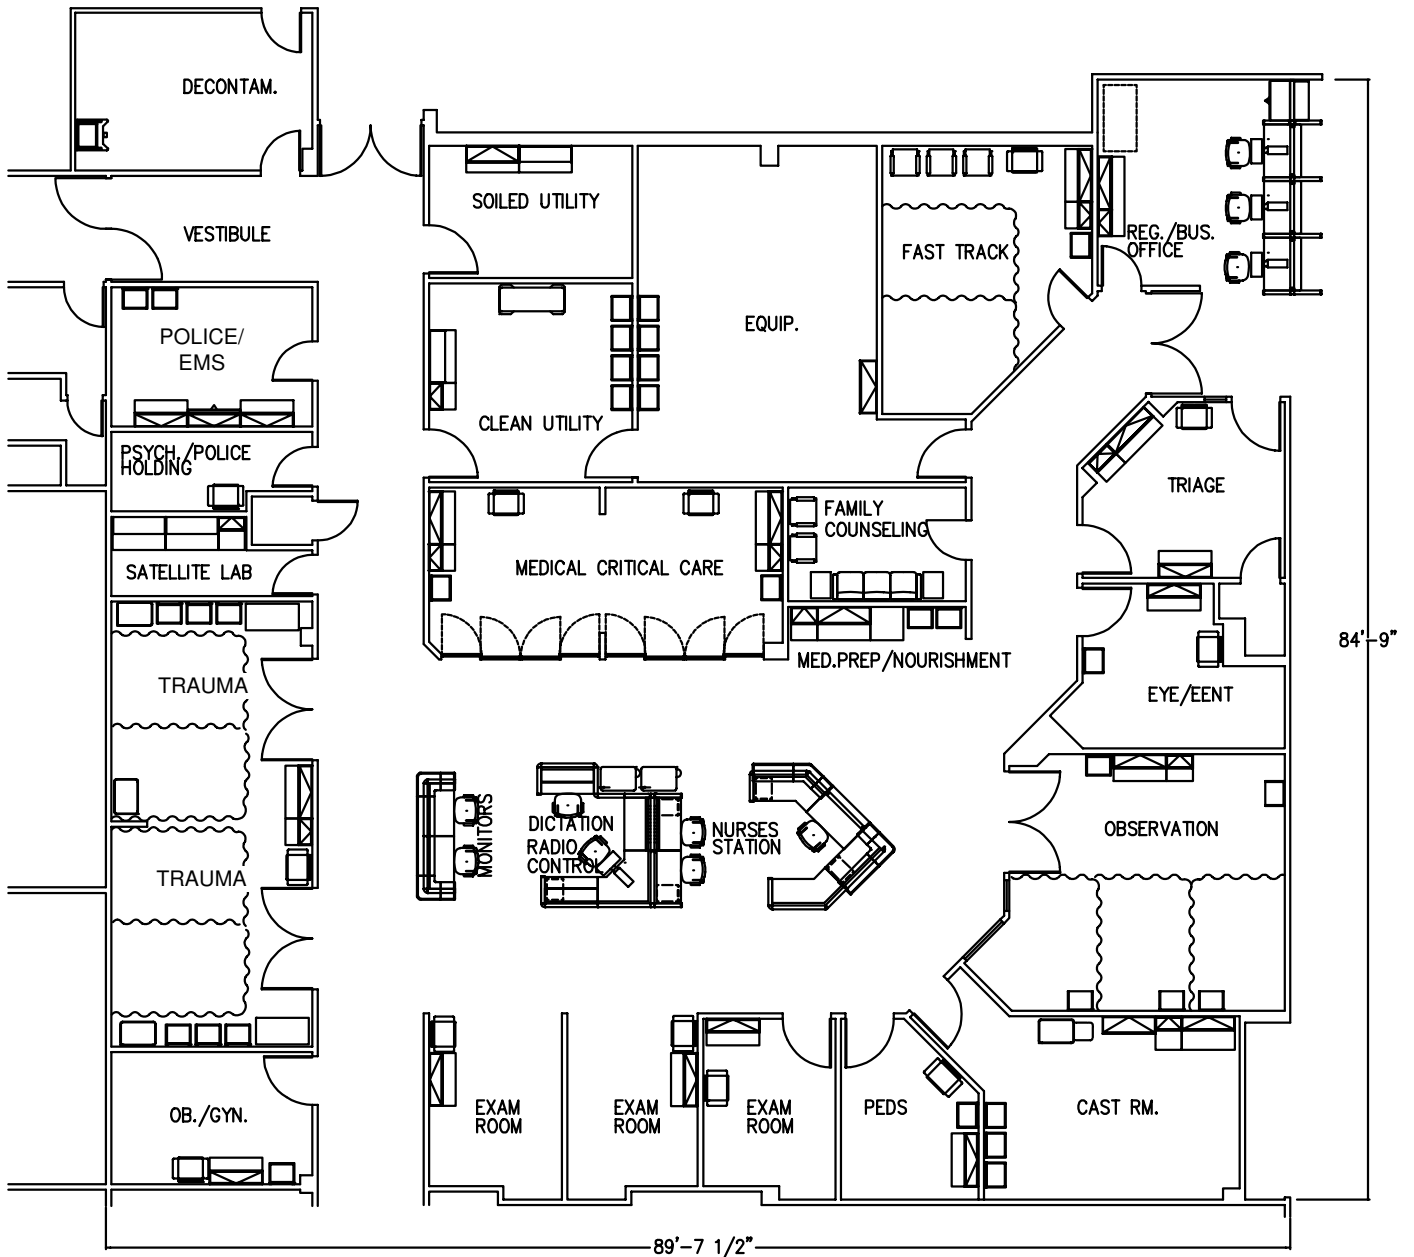 DECONTAM.
SOILED UTILITY
VESTIBULE
REG./BUS.
OFFICE
FAST TRACK
POLICE/
EMS
EQUIP.
CLEAN UTILITY
PSYCH./POLICE
HOLDING
TRIAGE
FAMILY
COUNSELING
MEDICAL CRITICAL CARE
SATELLITE LAB
84'-9"
MED.PREP/NOURISHMENT
TRAUMA
EYE/EENT
MONITORS
DICTATION
RADIO
CONTROL
NURSES
STATION
OBSERVATION
TRAUMA
OB./GYN.
EXAM
ROOM
EXAM
ROOM
EXAM
ROOM
PEDS
CAST RM.
89'-7 1/2"